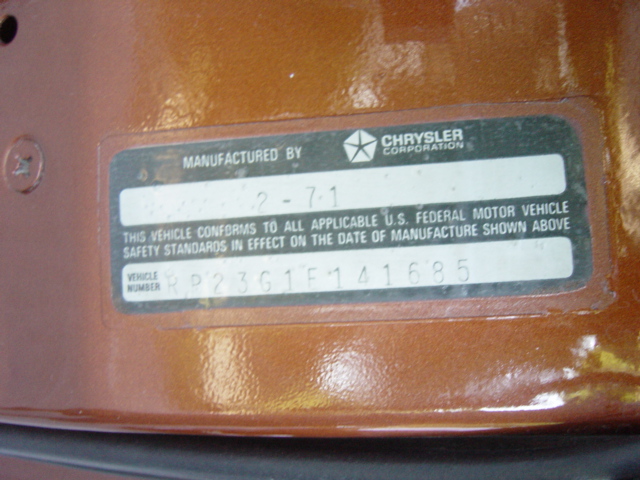 MANUFACTURED BY CHRYSLER CORPORATION
2-71
THIS VEHICLE CONFORMS TO ALL APPLICABLE U.S. FEDERAL MOTOR VEHICLE
SAFETY STANDARDS IN EFFECT ON THE DATE OF MANUFACTURE SHOWN ABOVE
VEHICLE NUMBER RP23G1E141685